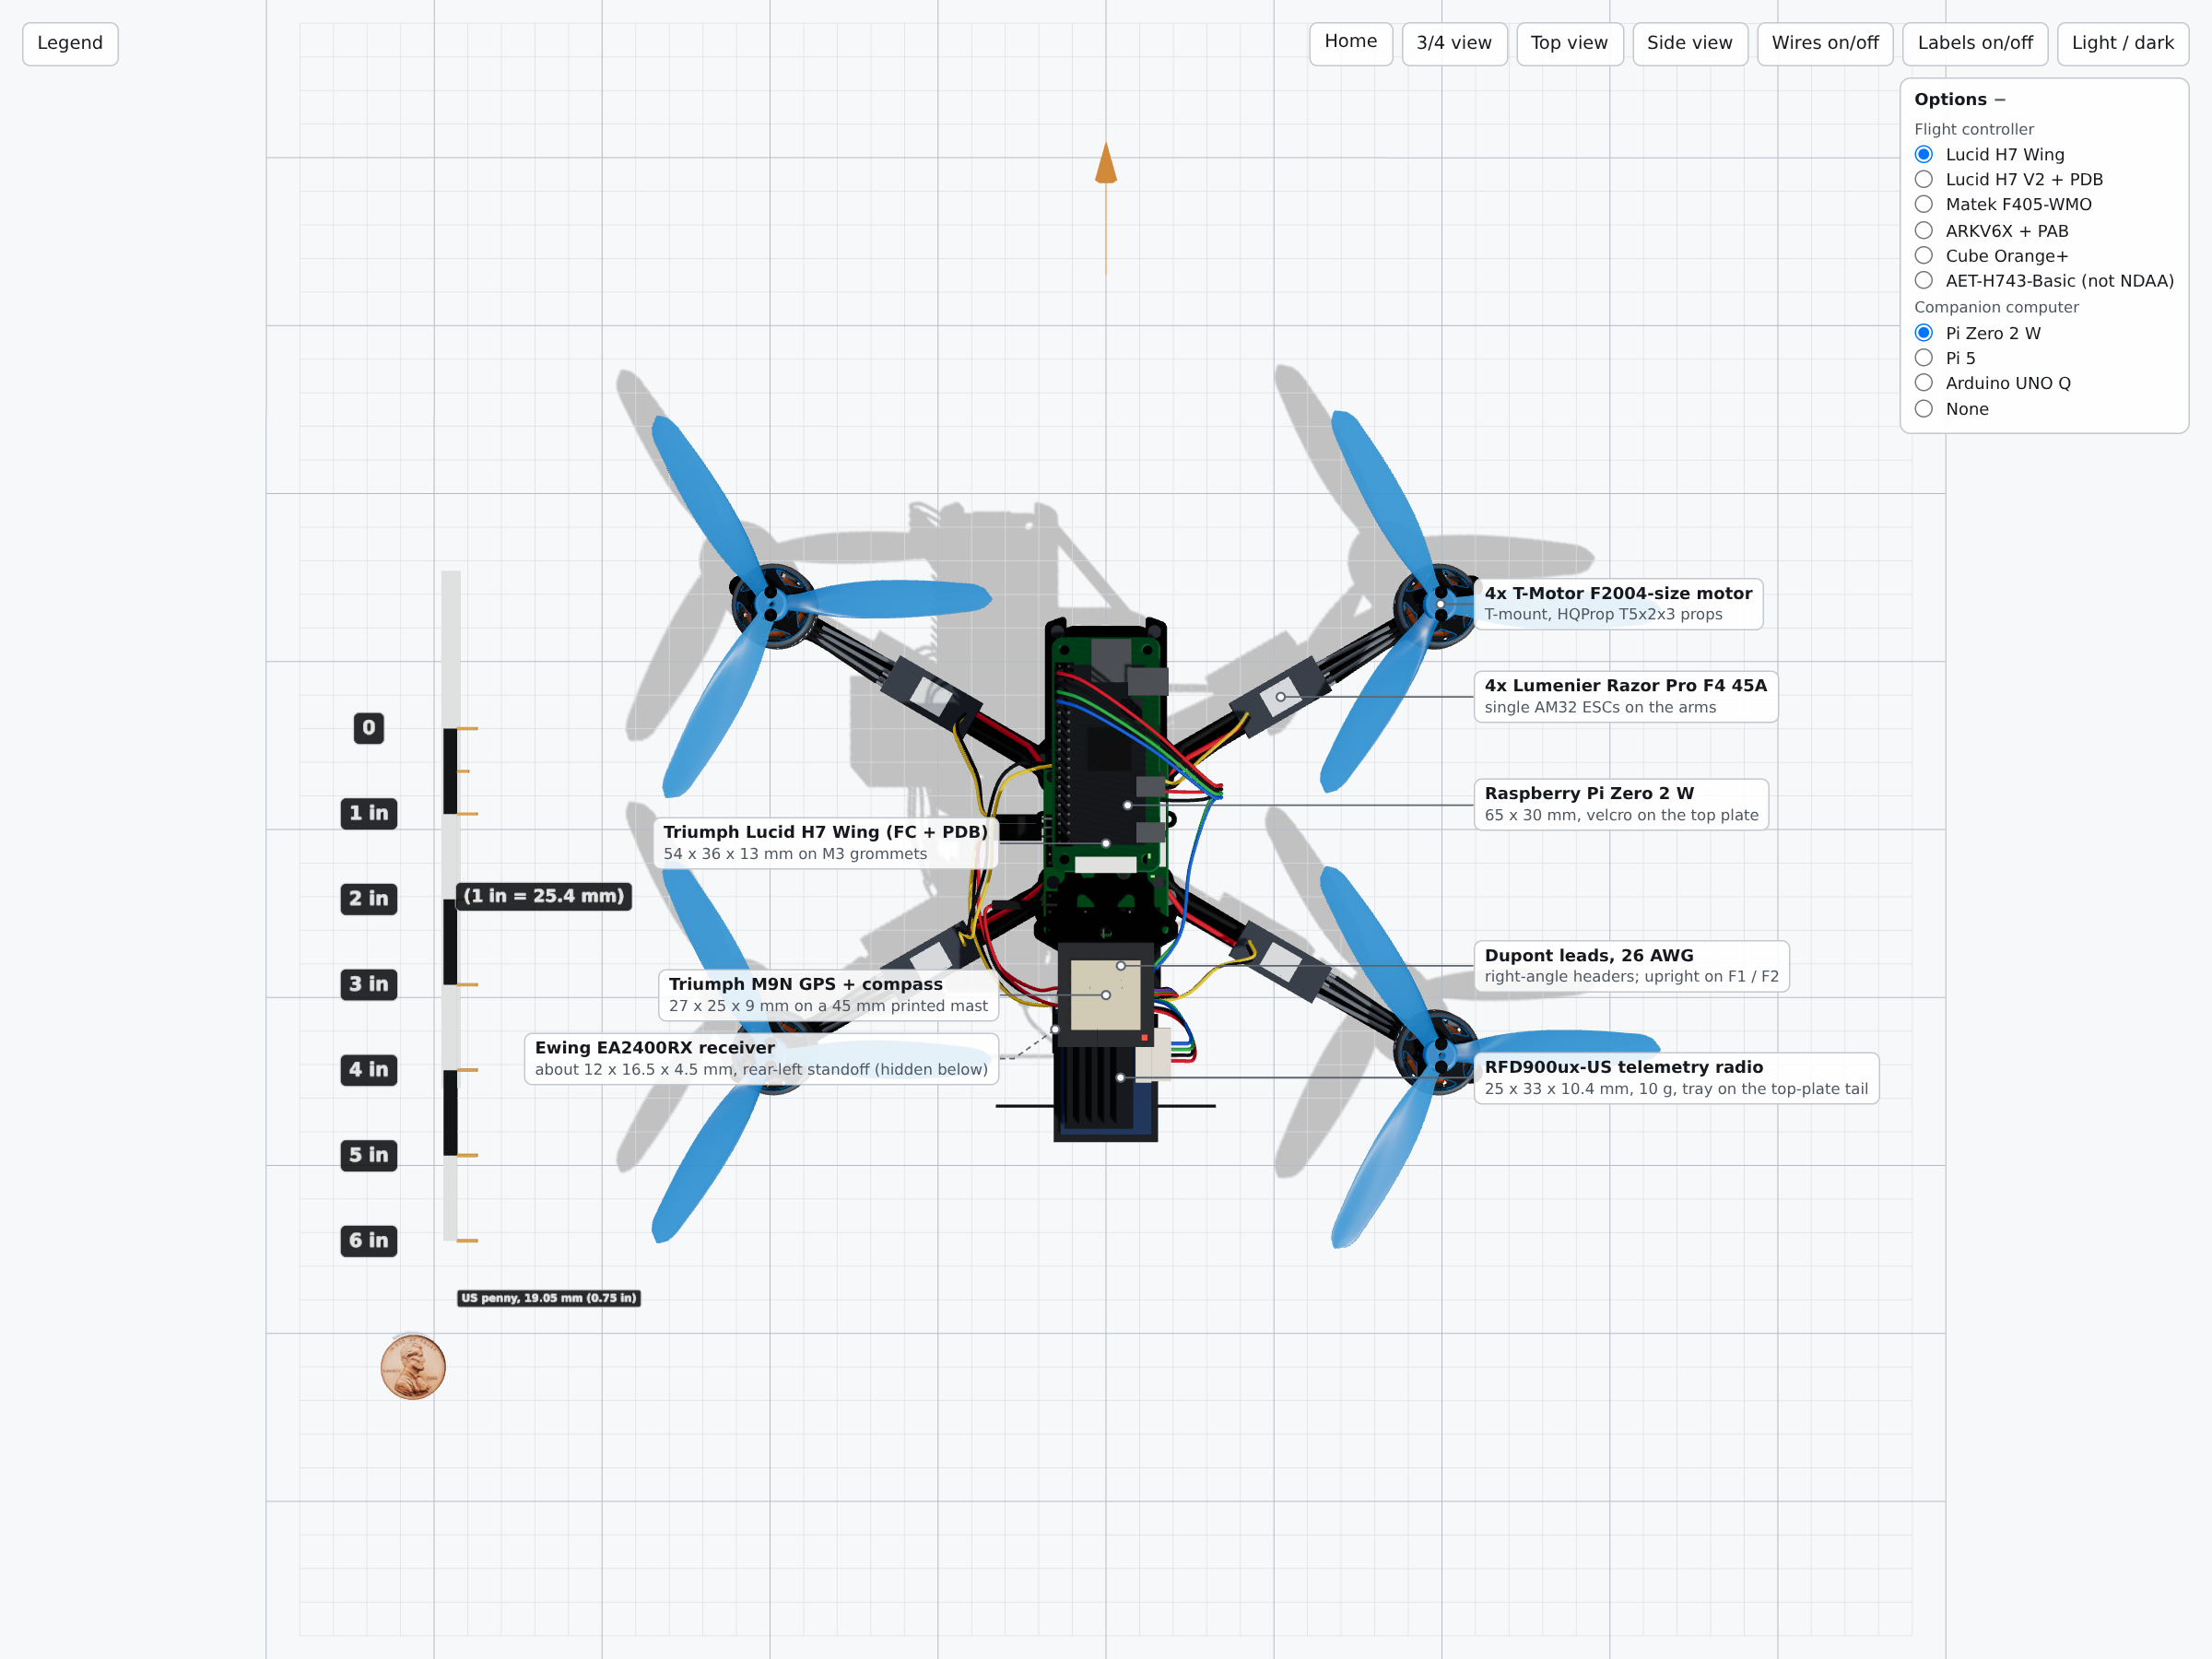 Legend
Home
3/4 view
Top view
Side view
Wires on/off
Labels on/off
Light / dark
Options −
Flight controller
Lucid H7 Wing
Lucid H7 V2 + PDB
Matek F405-WMO
ARKV6X + PAB
Cube Orange+
AET-H743-Basic (not NDAA)
Companion computer
Pi Zero 2 W
Pi 5
Arduino UNO Q
None
4x T-Motor F2004-size motor
T-mount, HQProp T5x2x3 props
4x Lumenier Razor Pro F4 45A
single AM32 ESCs on the arms
Raspberry Pi Zero 2 W
65 x 30 mm, velcro on the top plate
Triumph Lucid H7 Wing (FC + PDB)
54 x 36 x 13 mm on M3 grommets
Dupont leads, 26 AWG
right-angle headers; upright on F1 / F2
Triumph M9N GPS + compass
27 x 25 x 9 mm on a 45 mm printed mast
Ewing EA2400RX receiver
about 12 x 16.5 x 4.5 mm, rear-left standoff (hidden below)
RFD900ux-US telemetry radio
25 x 33 x 10.4 mm, 10 g, tray on the top-plate tail
0
1 in
2 in
(1 in = 25.4 mm)
3 in
4 in
5 in
6 in
US penny, 19.05 mm (0.75 in)